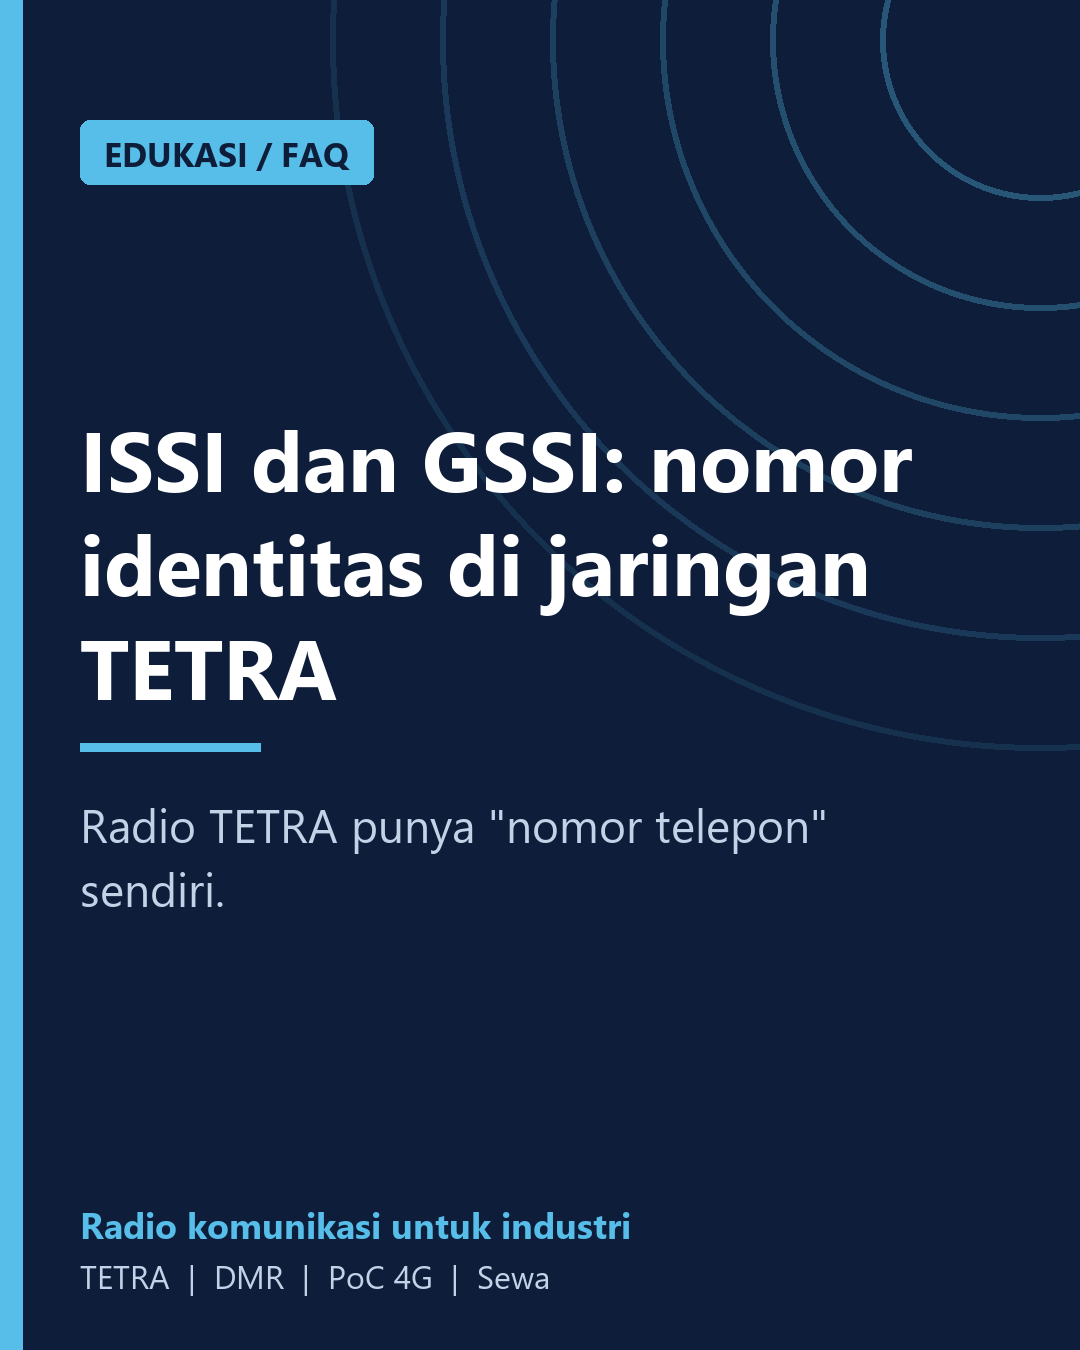 EDUKASI / FAQ
ISSI dan GSSI: nomor
identitas di jaringan
TETRA
Radio TETRA punya "nomor telepon"
sendiri.
Radio komunikasi untuk industri
TETRA | DMR | PoC 4G | Sewa